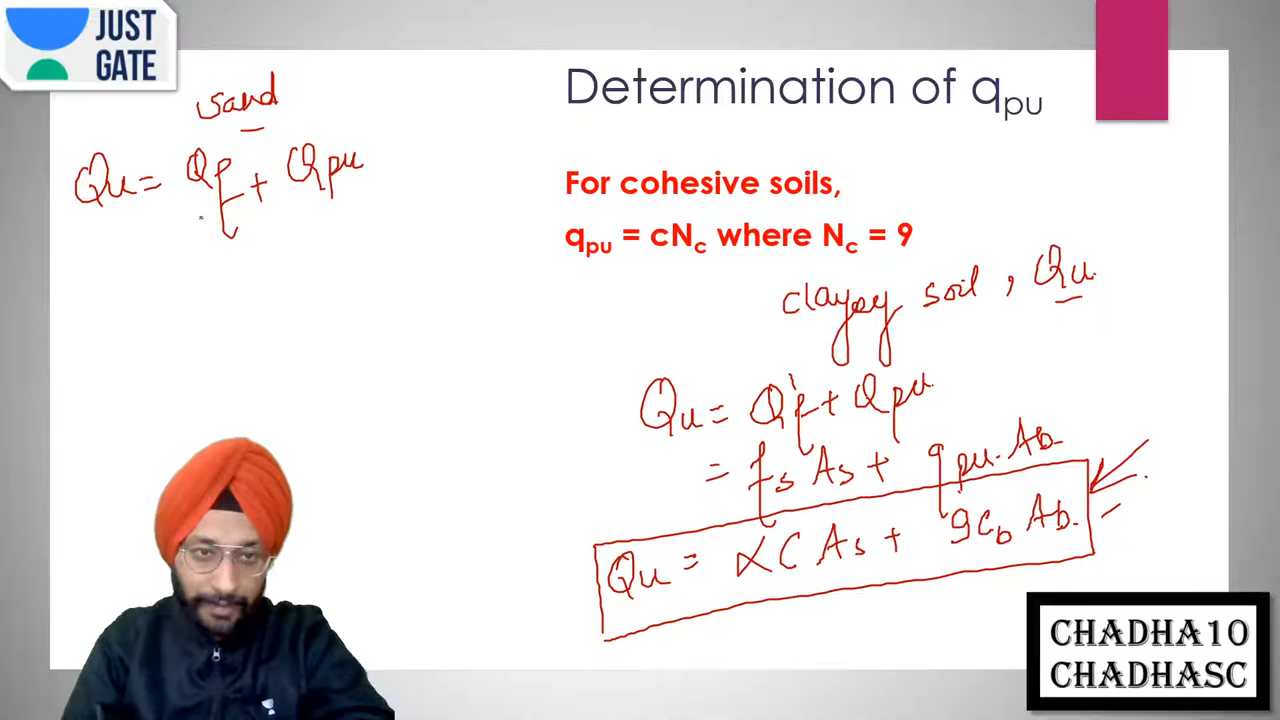 JUST
GATE
Determination of qpu
sand
Qu = Qf + Qpu
For cohesive soils,
qpu = cNc where Nc = 9
clayey soil, Qu.
Qu = Qf + Qpu.
= fs As + qpu. Ab
Qu = αC As + 9Cb Ab.
CHADHA10
CHADHASC